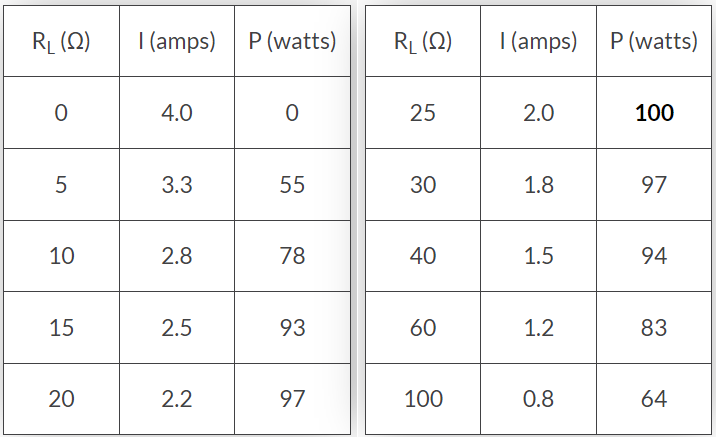 R_L (Ω) I (amps) P (watts) R_L (Ω) I (amps) P (watts)
0 4.0 0 25 2.0 100
5 3.3 55 30 1.8 97
10 2.8 78 40 1.5 94
15 2.5 93 60 1.2 83
20 2.2 97 100 0.8 64